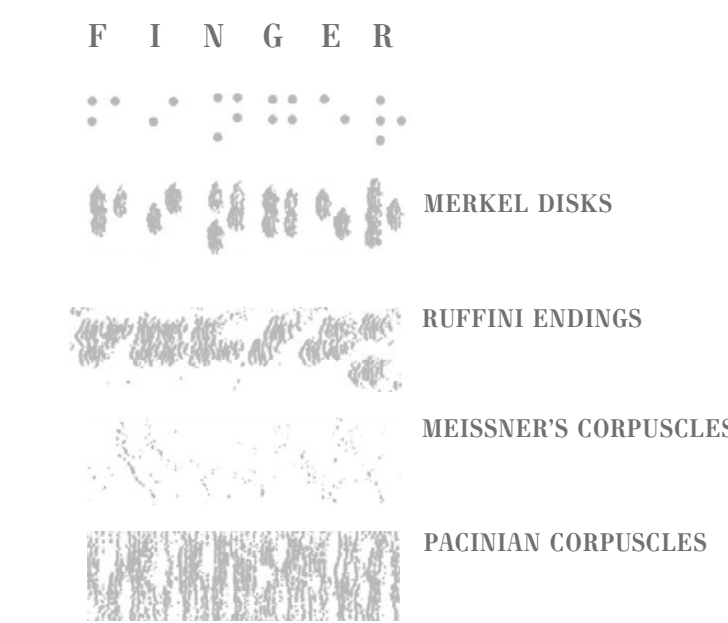 F I N G E R
MERKEL DISKS
RUFFINI ENDINGS
MEISSNER’S CORPUSCLES
PACINIAN CORPUSCLES